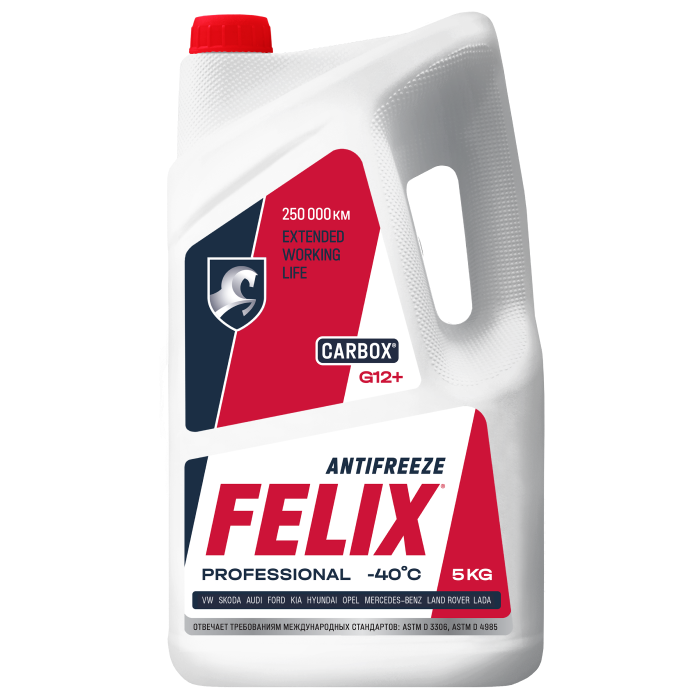 250 000 км
EXTENDED
WORKING
LIFE
CARBOX®
G12+
ANTIFREEZE
FELIX®
PROFESSIONAL -40°C 5 KG
VW SKODA AUDI FORD KIA HYUNDAI OPEL MERCEDES-BENZ LAND ROVER LADA
ОТВЕЧАЕТ ТРЕБОВАНИЯМ МЕЖДУНАРОДНЫХ СТАНДАРТОВ: ASTM D 3306, ASTM D 4985